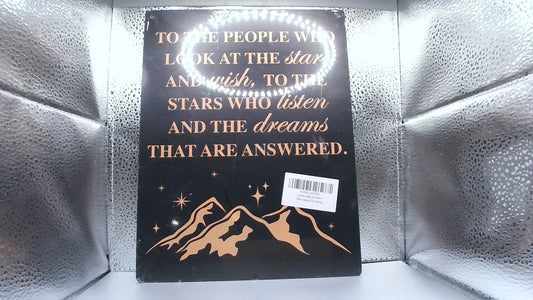 TO THE PEOPLE WHO
LOOK AT THE stars
AND wish, TO THE
STARS WHO listen
AND THE dreams
THAT ARE ANSWERED.